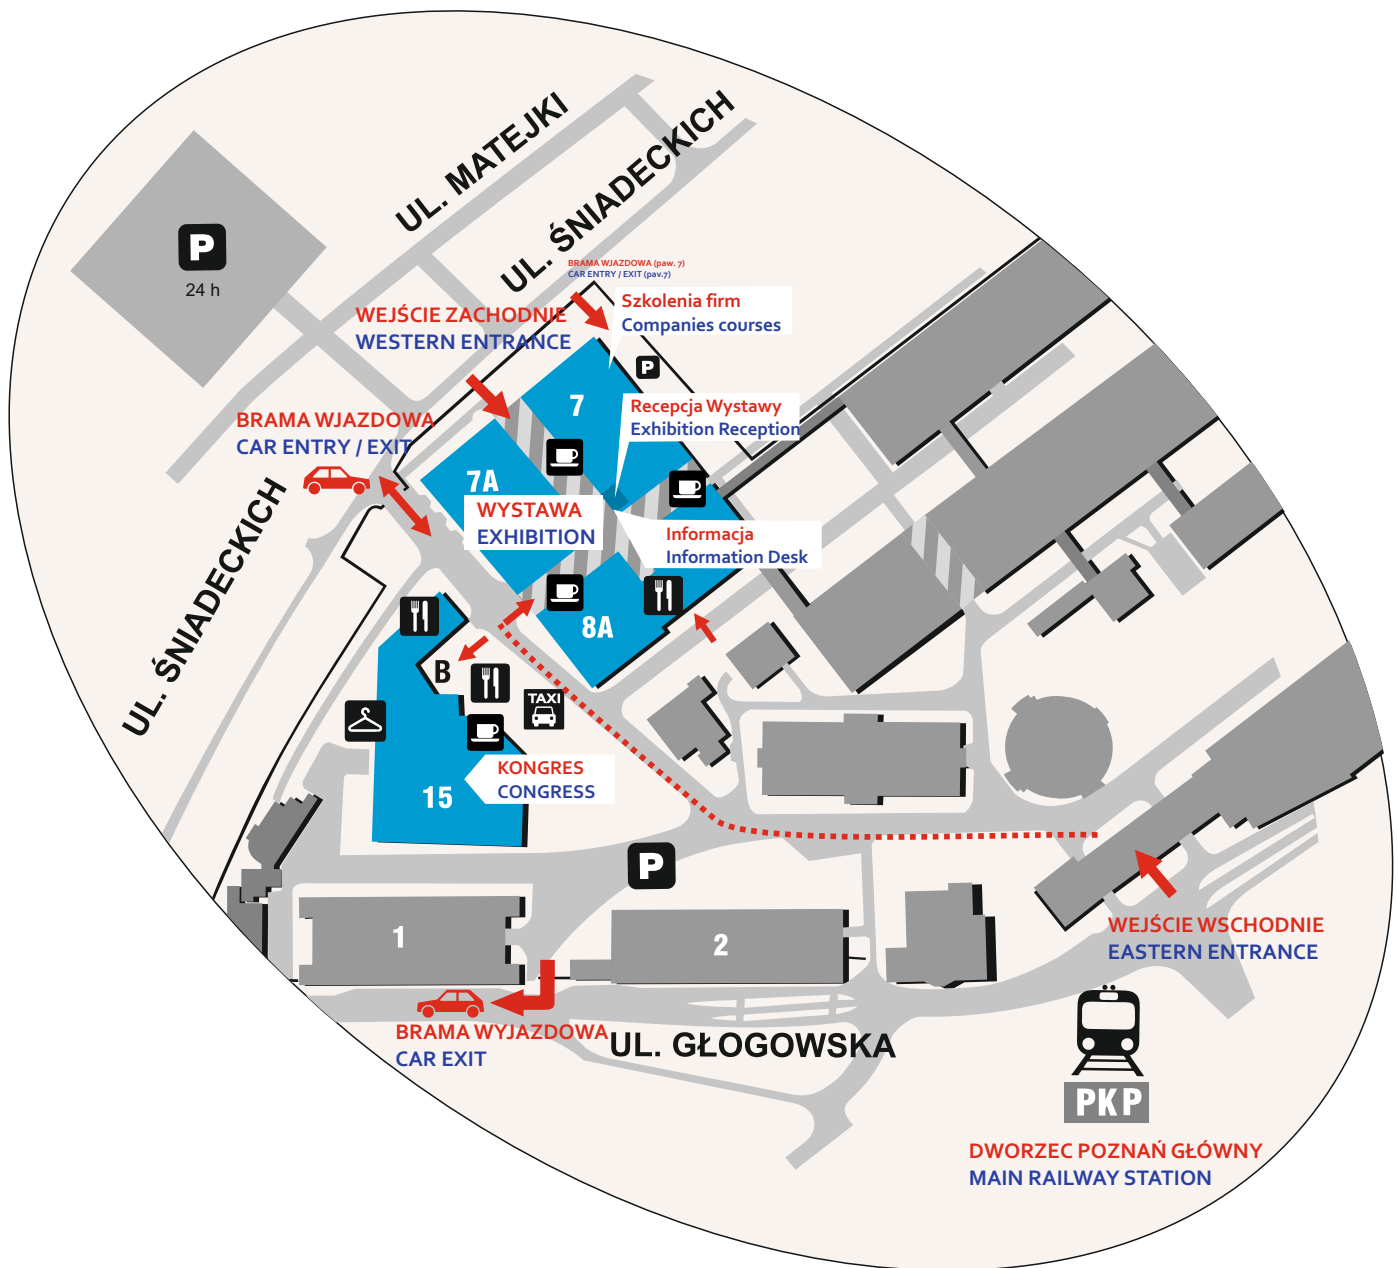 UL. MATEJKI
UL. ŚNIADECKICH
P
24 h
BRAMA WJAZDOWA (paw. 7)
CAR ENTRY / EXIT (pav.7)
Szkolenia firm
Companies courses
WEJŚCIE ZACHODNIE
WESTERN ENTRANCE
P
7
Recepcja Wystawy
Exhibition Reception
BRAMA WJAZDOWA
CAR ENTRY / EXIT
7A
WYSTAWA
EXHIBITION
Informacja
Information Desk
UL. ŚNIADECKICH
8A
B
TAXI
KONGRES
CONGRESS
15
P
1
2
WEJŚCIE WSCHODNIE
EASTERN ENTRANCE
BRAMA WYJAZDOWA
CAR EXIT
UL. GŁOGOWSKA
PKP
DWORZEC POZNAŃ GŁÓWNY
MAIN RAILWAY STATION